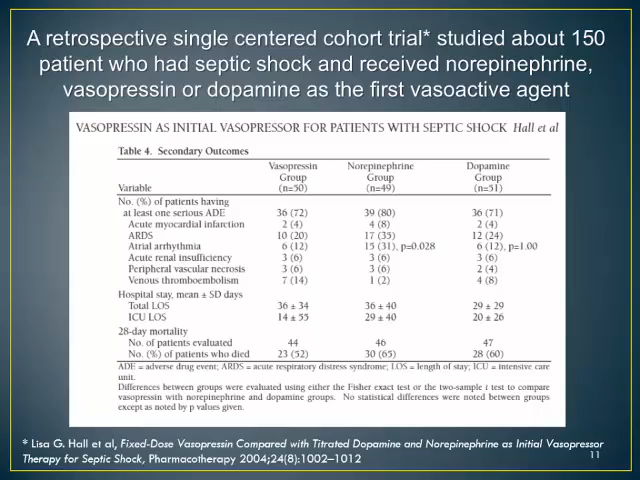 A retrospective single centered cohort trial* studied about 150
patient who had septic shock and received norepinephrine,
vasopressin or dopamine as the first vasoactive agent
VASOPRESSIN AS INITIAL VASOPRESSOR FOR PATIENTS WITH SEPTIC SHOCK Hall et al
Table 4. Secondary Outcomes
Vasopressin Norepinephrine Dopamine
Group Group Group
Variable (n=50) (n=49) (n=51)
No. (%) of patients having
at least one serious ADE 36 (72) 39 (80) 36 (71)
Acute myocardial infarction 2 (4) 4 (8) 2 (4)
ARDS 10 (20) 17 (35) 12 (24)
Atrial arrhythmia 6 (12) 15 (31), p=0.028 6 (12), p=1.00
Acute renal insufficiency 3 (6) 3 (6) 3 (6)
Peripheral vascular necrosis 3 (6) 3 (6) 2 (4)
Venous thromboembolism 7 (14) 1 (2) 4 (8)
Hospital stay, mean ± SD days
Total LOS 36 ± 34 36 ± 40 29 ± 29
ICU LOS 14 ± 55 29 ± 40 20 ± 26
28-day mortality
No. of patients evaluated 44 46 47
No. (%) of patients who died 23 (52) 30 (65) 28 (60)
ADE = adverse drug event; ARDS = acute respiratory distress syndrome; LOS = length of stay; ICU = intensive care
unit.
Differences between groups were evaluated using either the Fisher exact test or the two-sample t test to compare
vasopressin with norepinephrine and dopamine groups. No statistical differences were noted between groups
except as noted by p values given.
* Lisa G. Hall et al, Fixed-Dose Vasopressin Compared with Titrated Dopamine and Norepinephrine as Initial Vasopressor
Therapy for Septic Shock, Pharmacotherapy 2004;24(8):1002–1012
11